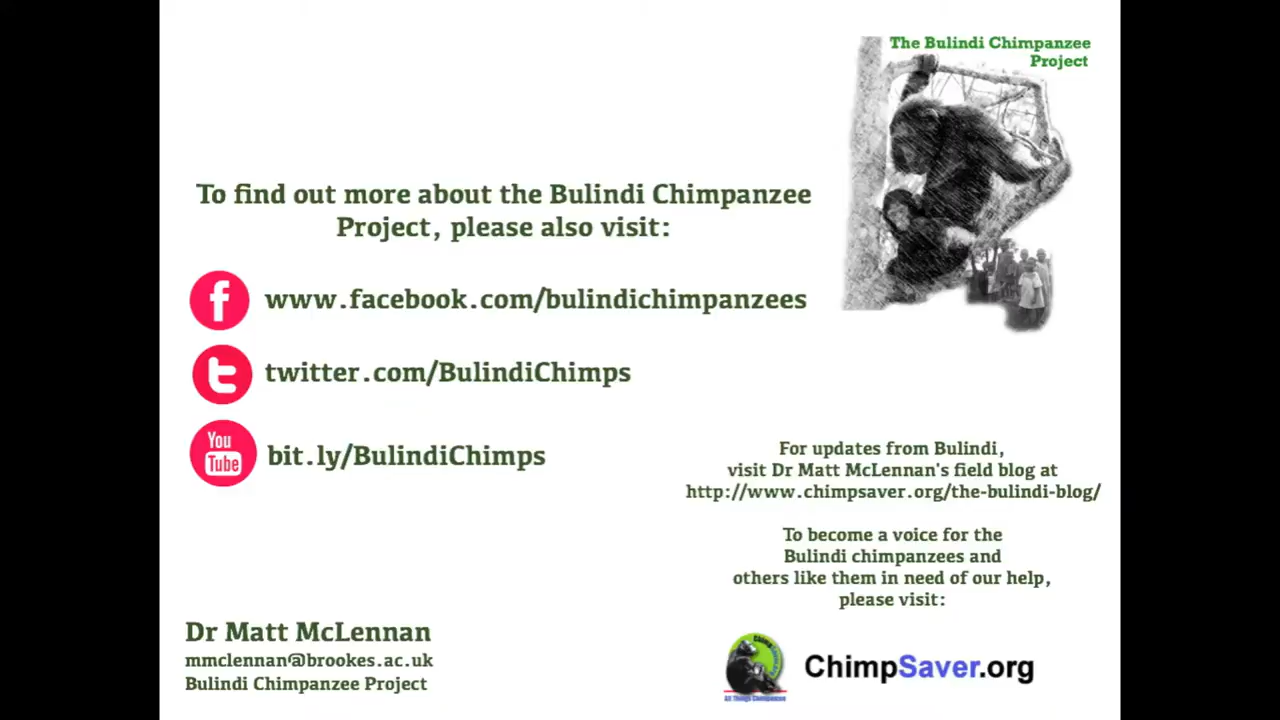 The Bulindi Chimpanzee
Project
To find out more about the Bulindi Chimpanzee
Project, please also visit:
f www.facebook.com/bulindichimpanzees
t twitter.com/BulindiChimps
You
Tube
bit.ly/BulindiChimps
For updates from Bulindi,
visit Dr Matt McLennan's field blog at
http://www.chimpsaver.org/the-bulindi-blog/
To become a voice for the
Bulindi chimpanzees and
others like them in need of our help,
please visit:
Dr Matt McLennan
mmclennan@brookes.ac.uk
Bulindi Chimpanzee Project
All Things Chimpanzee
ChimpSaver.org